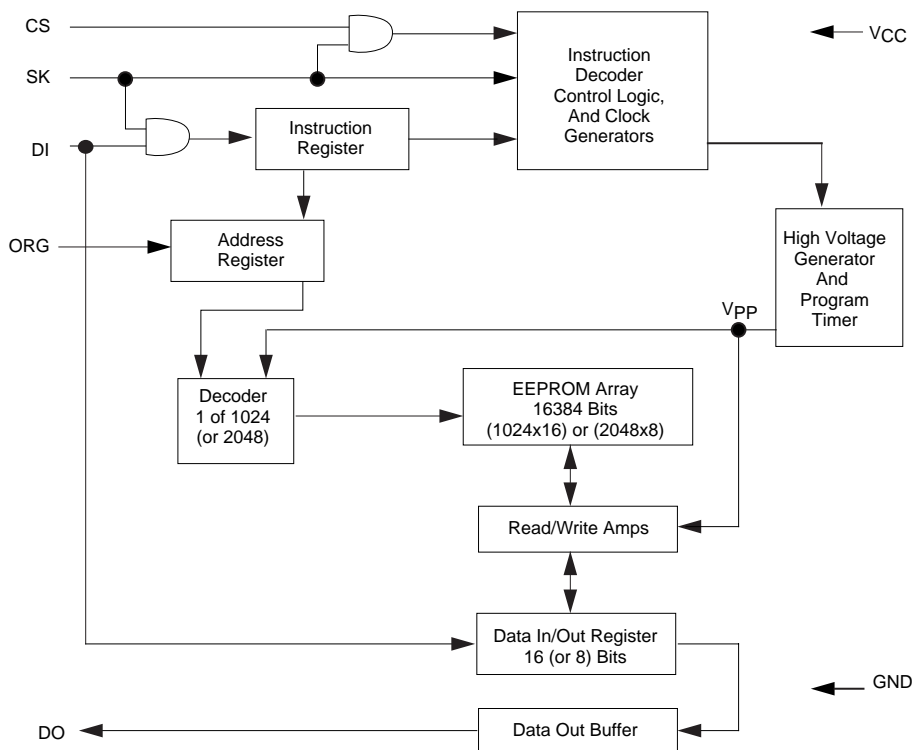 CS
Instruction
Decoder
Control Logic,
And Clock
Generators
VCC
SK
DI
Instruction
Register
ORG
Address
Register
High Voltage
Generator
And
Program
Timer
VPP
Decoder
1 of 1024
(or 2048)
EEPROM Array
16384 Bits
(1024x16) or (2048x8)
Read/Write Amps
Data In/Out Register
16 (or 8) Bits
GND
DO
Data Out Buffer